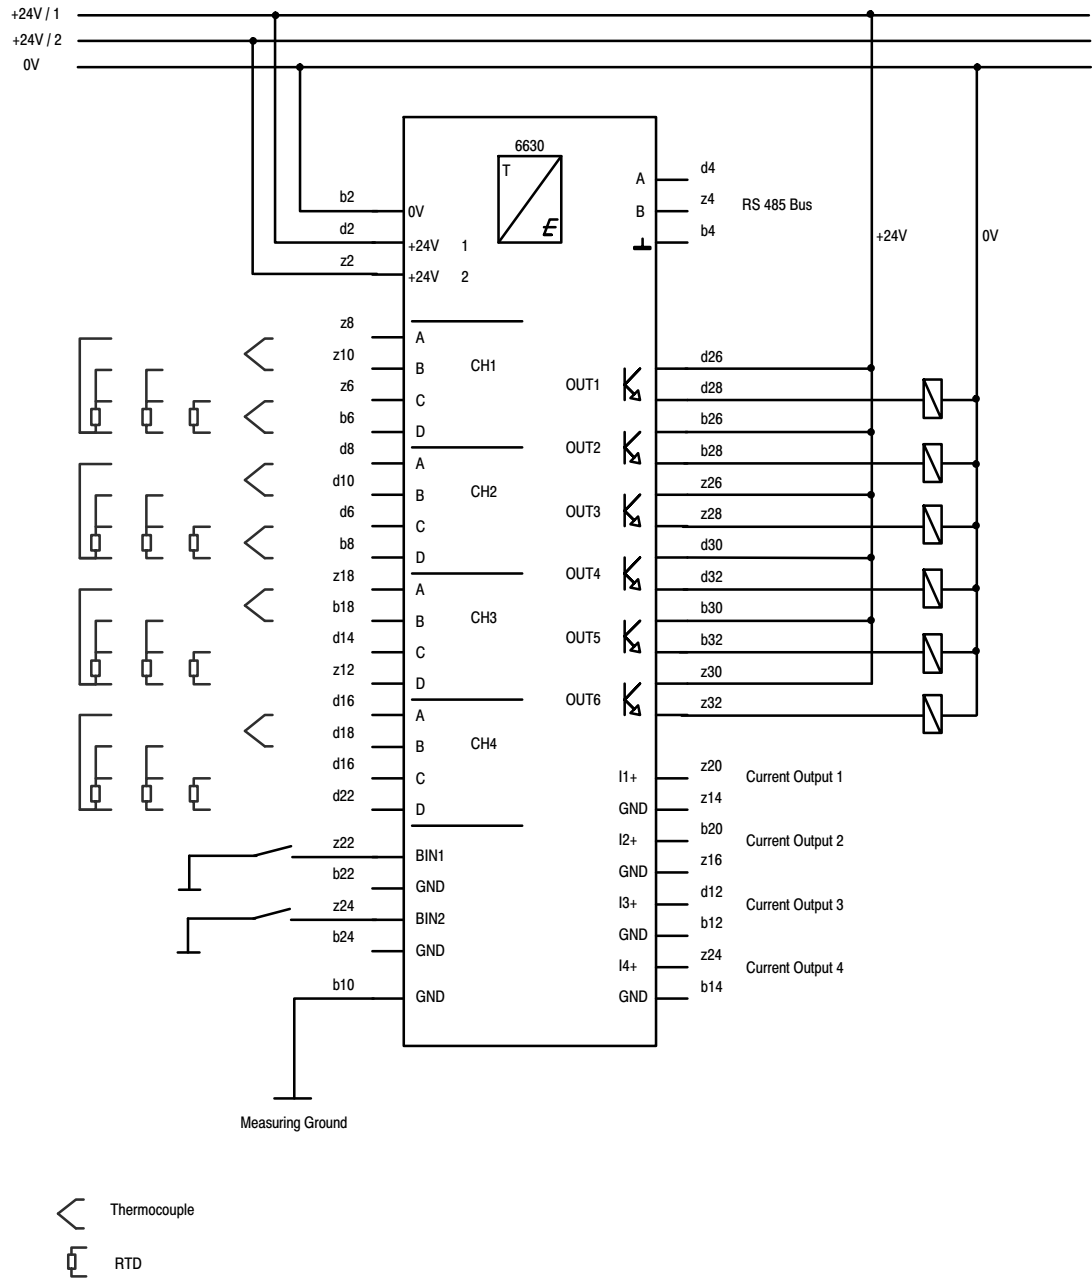 +24V / 1
+24V / 2
0V
6630
T
E
b2
0V
d2
+24V 1
z2
+24V 2
A
d4
B
z4
b4
RS 485 Bus
+24V
0V
z8
A
z10
B
CH1
z6
C
b6
D
d8
A
d10
B
CH2
d6
C
b8
D
z18
A
b18
B
CH3
d14
C
z12
D
d16
A
d18
B
CH4
d16
C
d22
D
z22
BIN1
b22
GND
z24
BIN2
b24
GND
b10
GND
Measuring Ground
OUT1
d26
d28
OUT2
b26
b28
OUT3
z26
z28
OUT4
d30
d32
OUT5
b30
b32
OUT6
z30
z32
I1+
z20
Current Output 1
GND
z14
I2+
b20
Current Output 2
GND
z16
I3+
d12
Current Output 3
GND
b12
I4+
z24
Current Output 4
GND
b14
Thermocouple
RTD